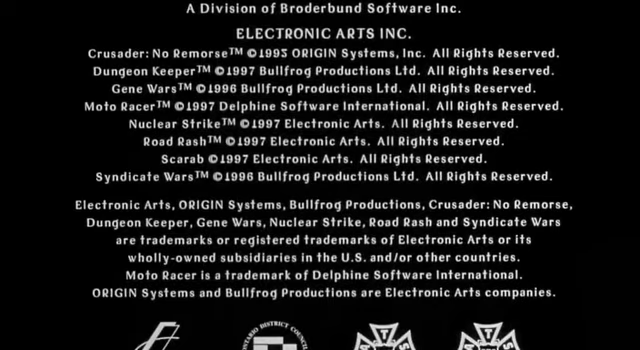 A Division of Broderbund Software Inc.
ELECTRONIC ARTS INC.
Crusader: No Remorse™ ©1995 ORIGIN Systems, Inc. All Rights Reserved.
Dungeon Keeper™ ©1997 Bullfrog Productions Ltd. All Rights Reserved.
Gene Wars™ ©1996 Bullfrog Productions Ltd. All Rights Reserved.
Moto Racer™ ©1997 Delphine Software International. All Rights Reserved.
Nuclear Strike™ ©1997 Electronic Arts. All Rights Reserved.
Road Rash™ ©1997 Electronic Arts. All Rights Reserved.
Scarab ©1997 Electronic Arts. All Rights Reserved.
Syndicate Wars™ ©1996 Bullfrog Productions Ltd. All Rights Reserved.
Electronic Arts, ORIGIN Systems, Bullfrog Productions, Crusader: No Remorse,
Dungeon Keeper, Gene Wars, Nuclear Strike, Road Rash and Syndicate Wars
are trademarks or registered trademarks of Electronic Arts or its
wholly-owned subsidiaries in the U.S. and/or other countries.
Moto Racer is a trademark of Delphine Software International.
ORIGIN Systems and Bullfrog Productions are Electronic Arts companies.
ONTARIO DISTRICT COUNCIL
A T S
A T S